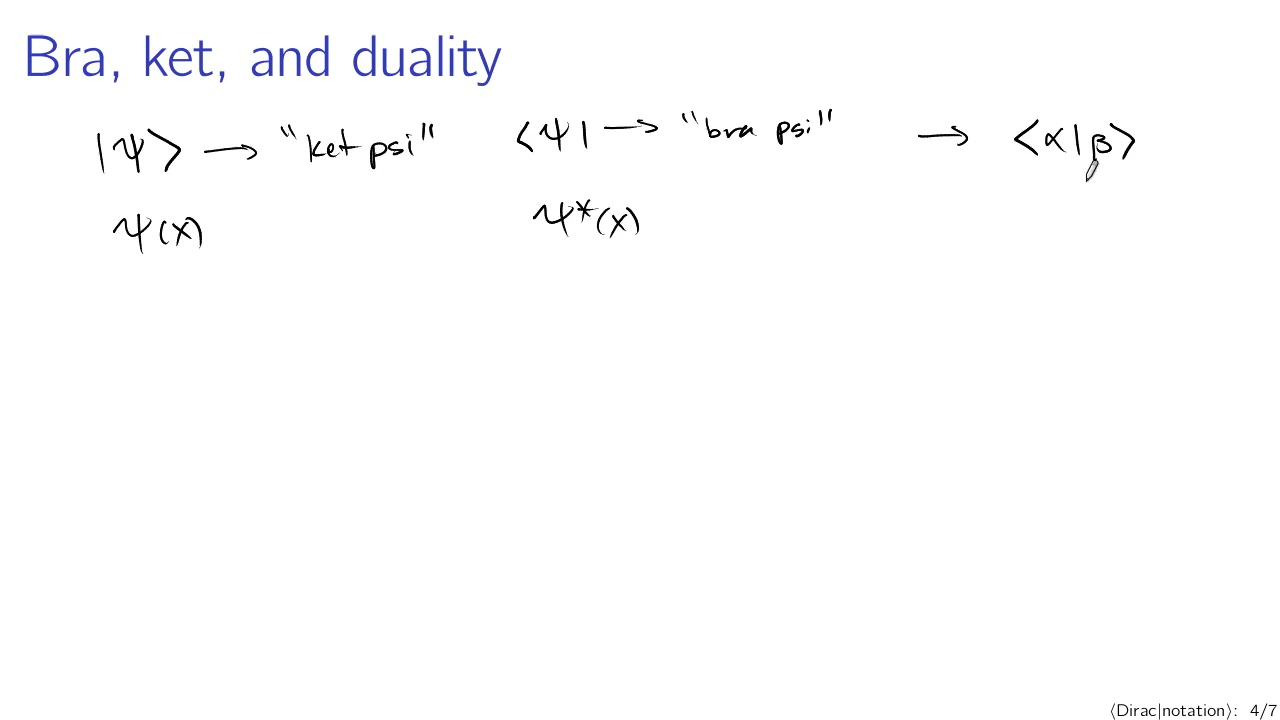 Bra, ket, and duality
|ψ⟩ → "ket psi" ⟨ψ| → "bra psi" → ⟨α|β⟩
ψ(x) ψ*(x)
⟨Dirac|notation⟩: 4/7